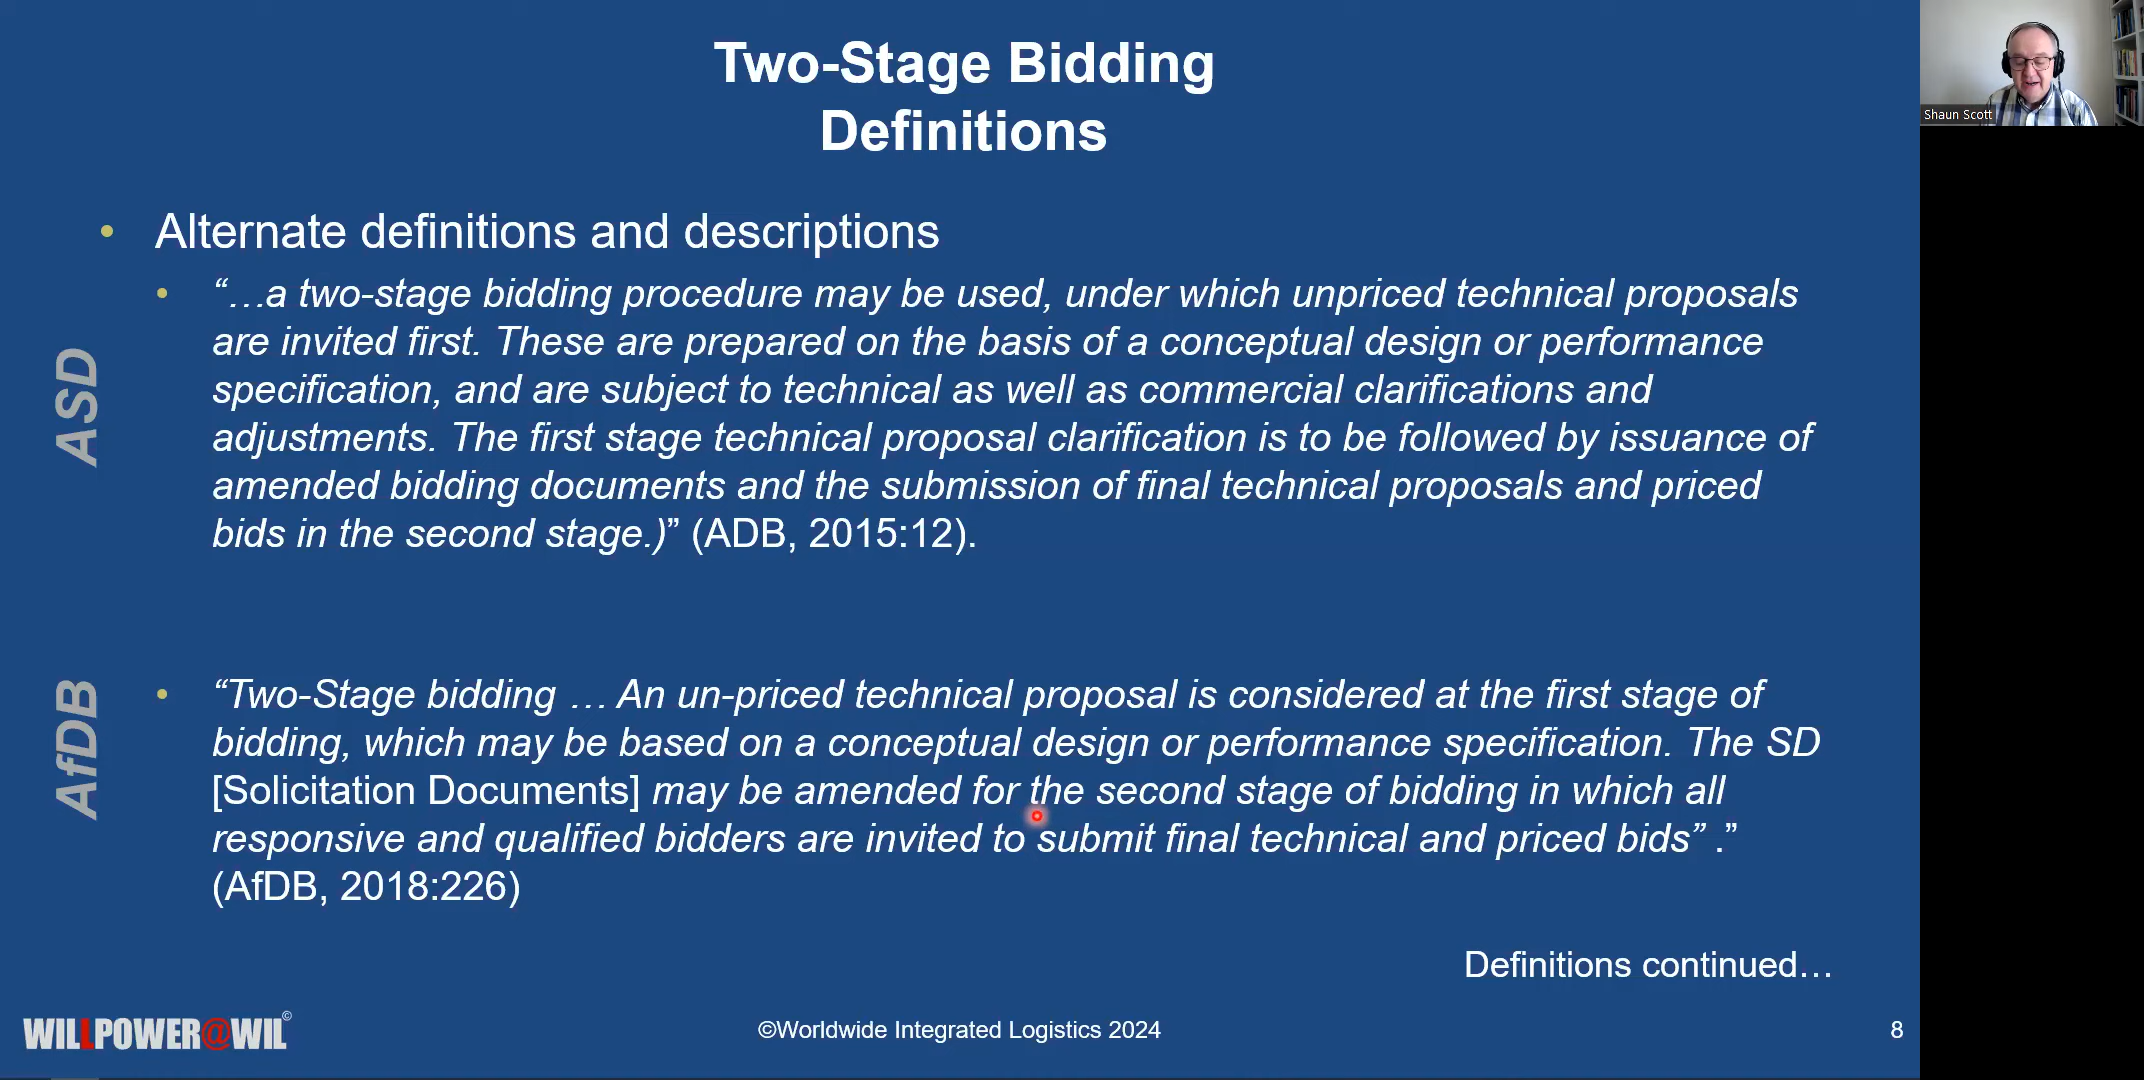 Two-Stage Bidding
Definitions
Shaun Scott
• Alternate definitions and descriptions
ASD
• “…a two-stage bidding procedure may be used, under which unpriced technical proposals
are invited first. These are prepared on the basis of a conceptual design or performance
specification, and are subject to technical as well as commercial clarifications and
adjustments. The first stage technical proposal clarification is to be followed by issuance of
amended bidding documents and the submission of final technical proposals and priced
bids in the second stage.)” (ADB, 2015:12).
AfDB
• “Two-Stage bidding … An un-priced technical proposal is considered at the first stage of
bidding, which may be based on a conceptual design or performance specification. The SD
[Solicitation Documents] may be amended for the second stage of bidding in which all
responsive and qualified bidders are invited to submit final technical and priced bids” .”
(AfDB, 2018:226)
Definitions continued…
WILLPOWER@WIL©
©Worldwide Integrated Logistics 2024
8